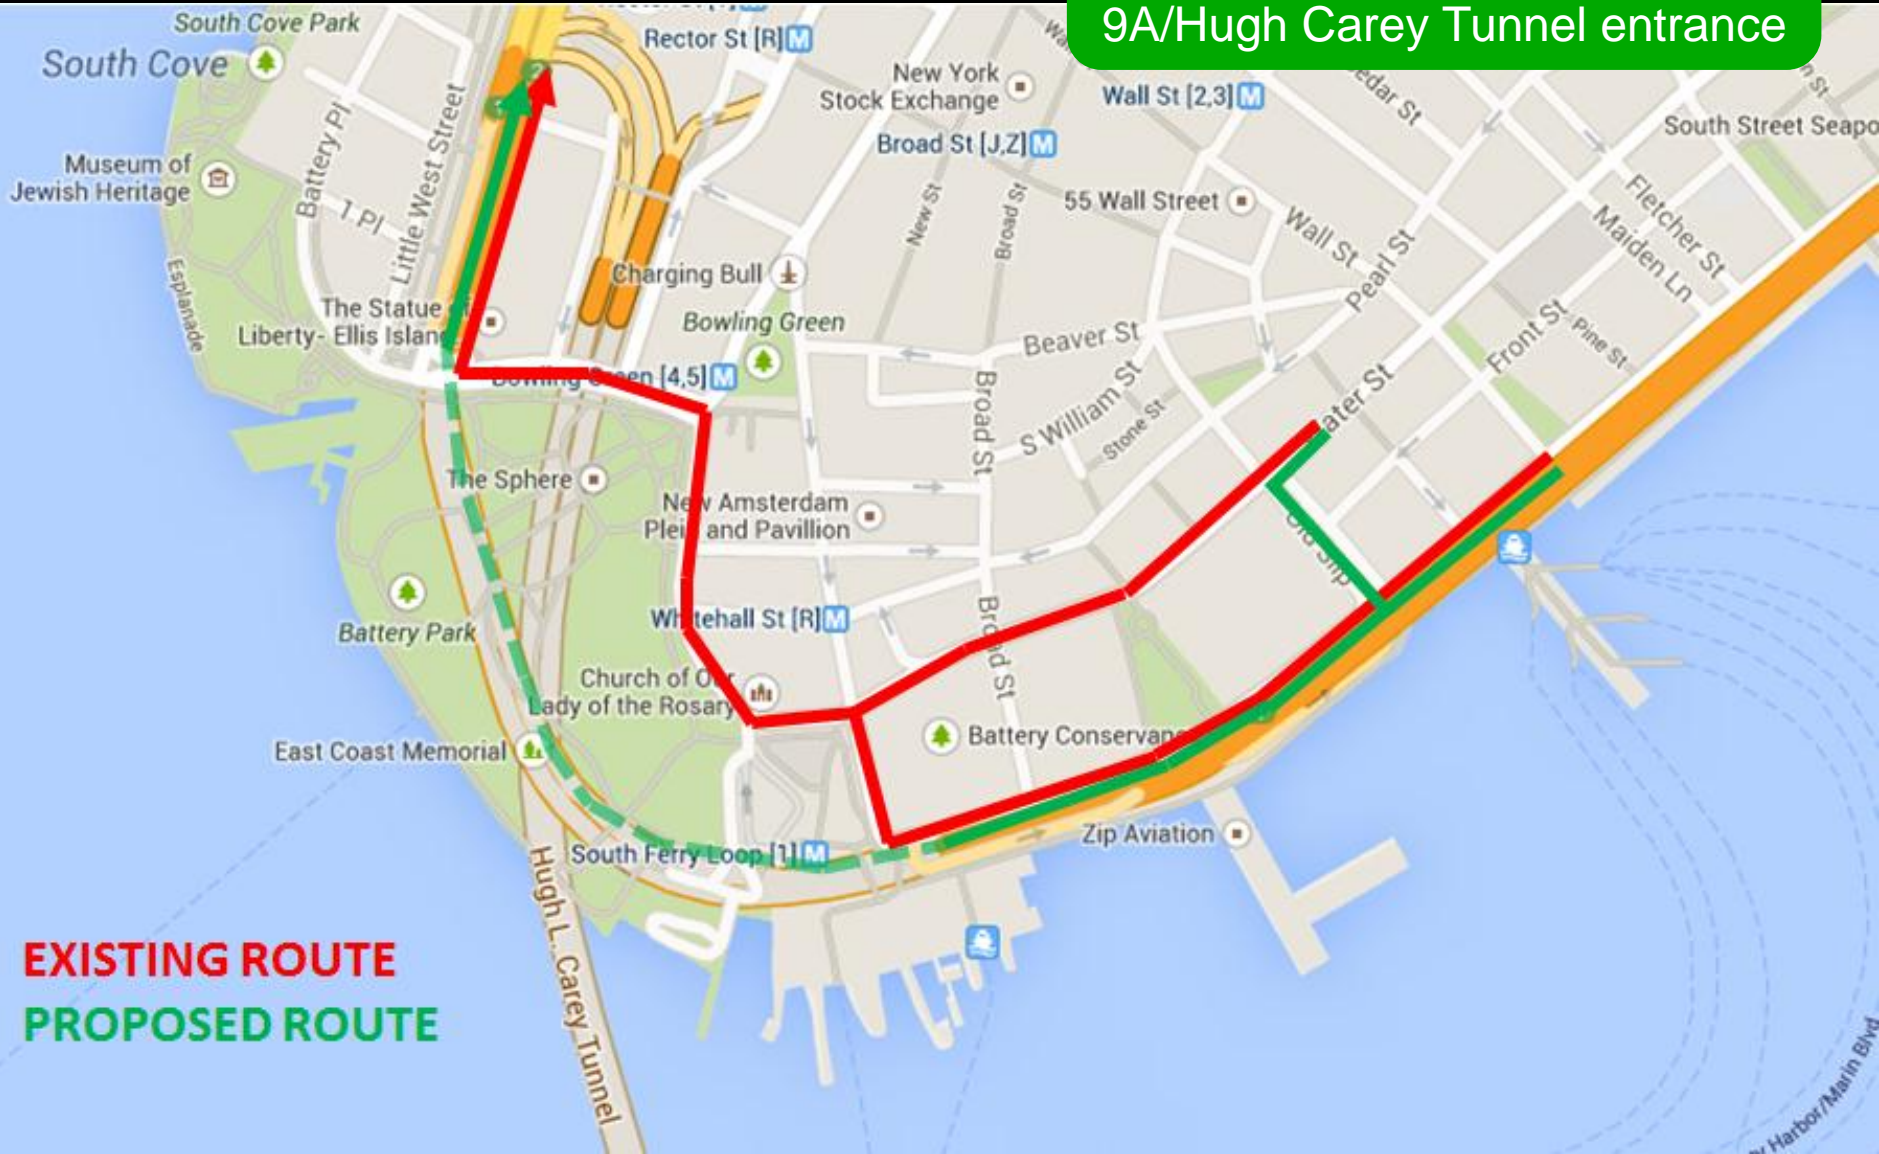 9A/Hugh Carey Tunnel entrance
South Cove Park
South Cove
Rector St [R]
New York
Stock Exchange
Wall St [2,3]
Broad St [J,Z]
South Street Seapo
Museum of
Jewish Heritage
Battery Pl
1 Pl
Little West Street
Esplanade
New St
Broad St
55 Wall Street
Wall St
Pearl St
Fletcher St
Maiden Ln
Charging Bull
The Statue
Liberty- Ellis Island
Bowling Green
Beaver St
Front St
Pine St
Bowling Green [4,5]
Broad St
S William St
Stone St
ater St
The Sphere
New Amsterdam
Plein and Pavillion
Old Slip
Battery Park
Whitehall St [R]
Broad St
Church of Our
Lady of the Rosary
East Coast Memorial
Battery Conservanc
South Ferry Loop [1]
Zip Aviation
Hugh L. Carey Tunnel
EXISTING ROUTE
PROPOSED ROUTE
y Harbor/Marin Blvd